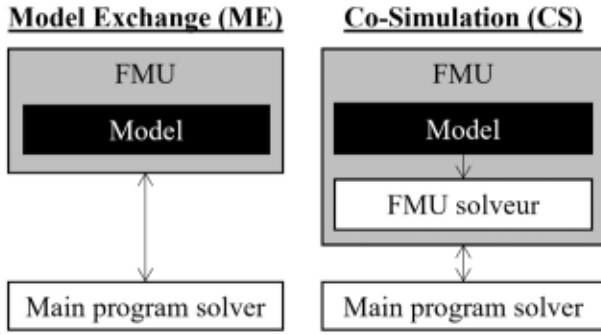 Model Exchange (ME)
FMU
Model
Main program solver
Co-Simulation (CS)
FMU
Model
FMU solveur
Main program solver